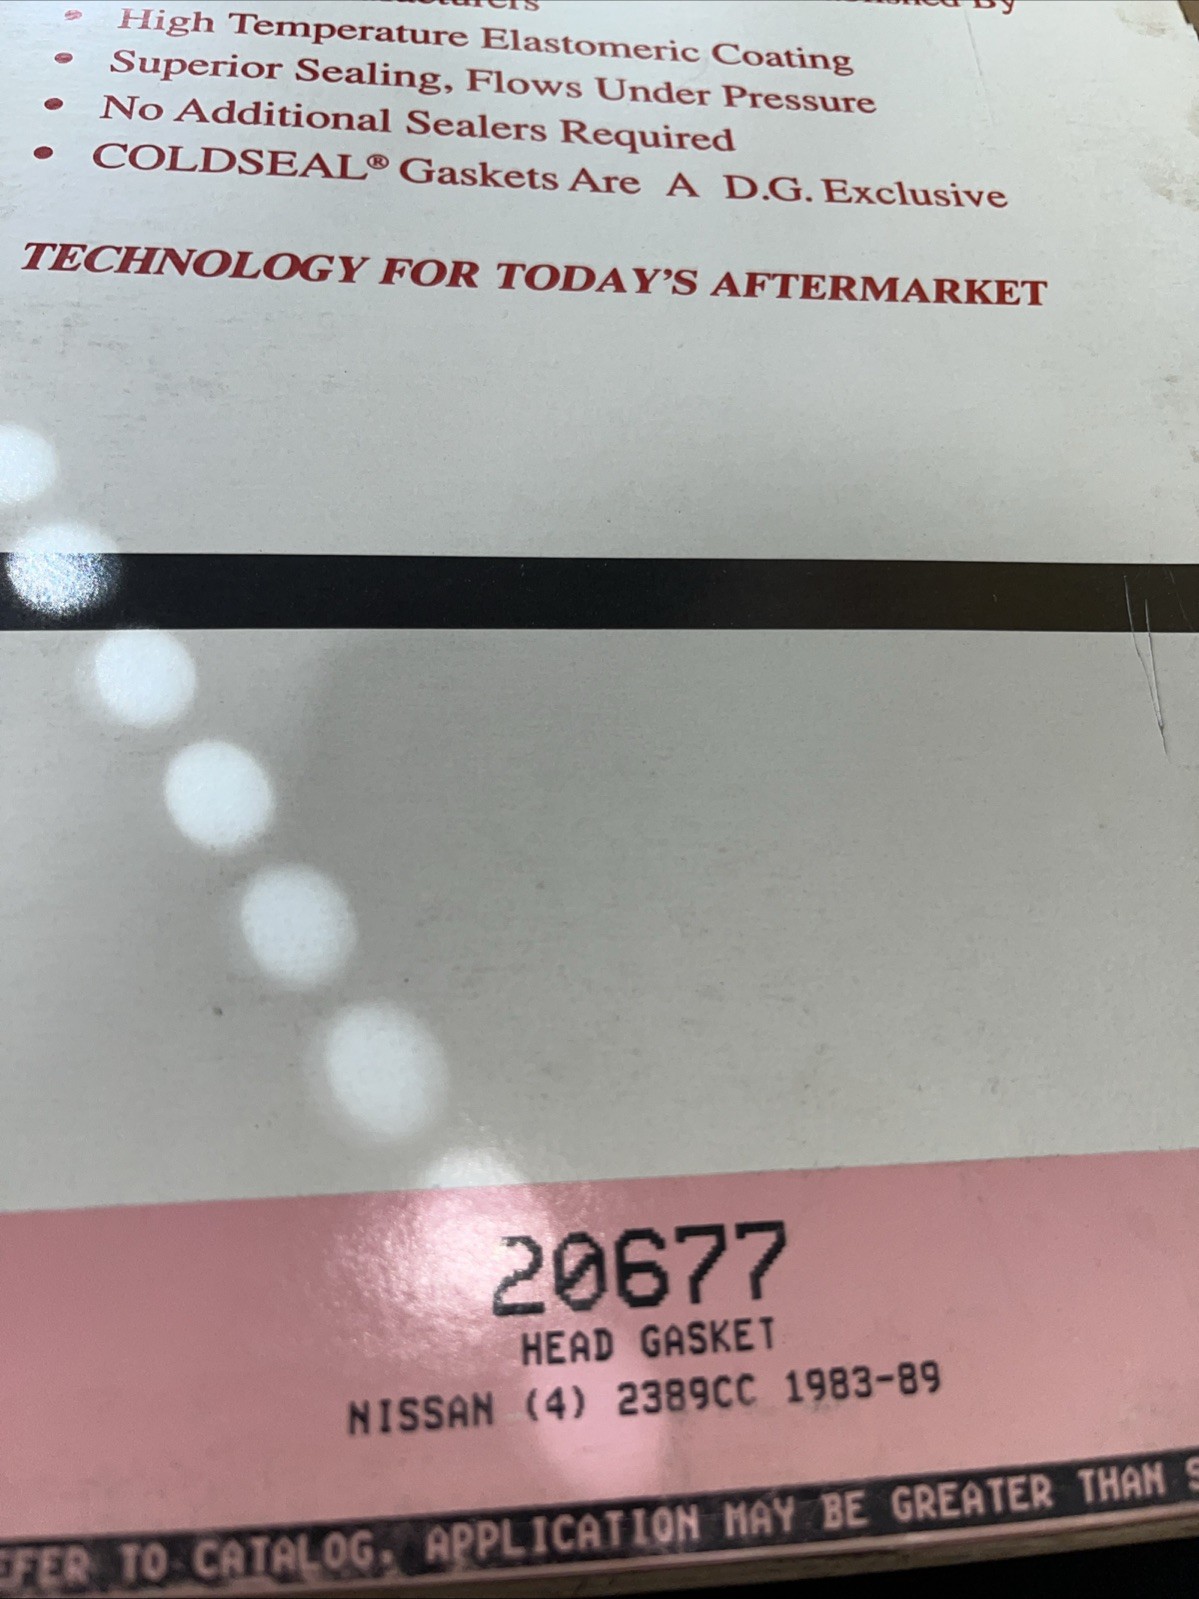 By
• High Temperature Elastomeric Coating
• Superior Sealing, Flows Under Pressure
• No Additional Sealers Required
• COLDSEAL® Gaskets Are A D.G. Exclusive
TECHNOLOGY FOR TODAY'S AFTERMARKET
20677
HEAD GASKET
NISSAN (4) 2389CC 1983-89
TO CATALOG. APPLICATION MAY BE GREATER THAN